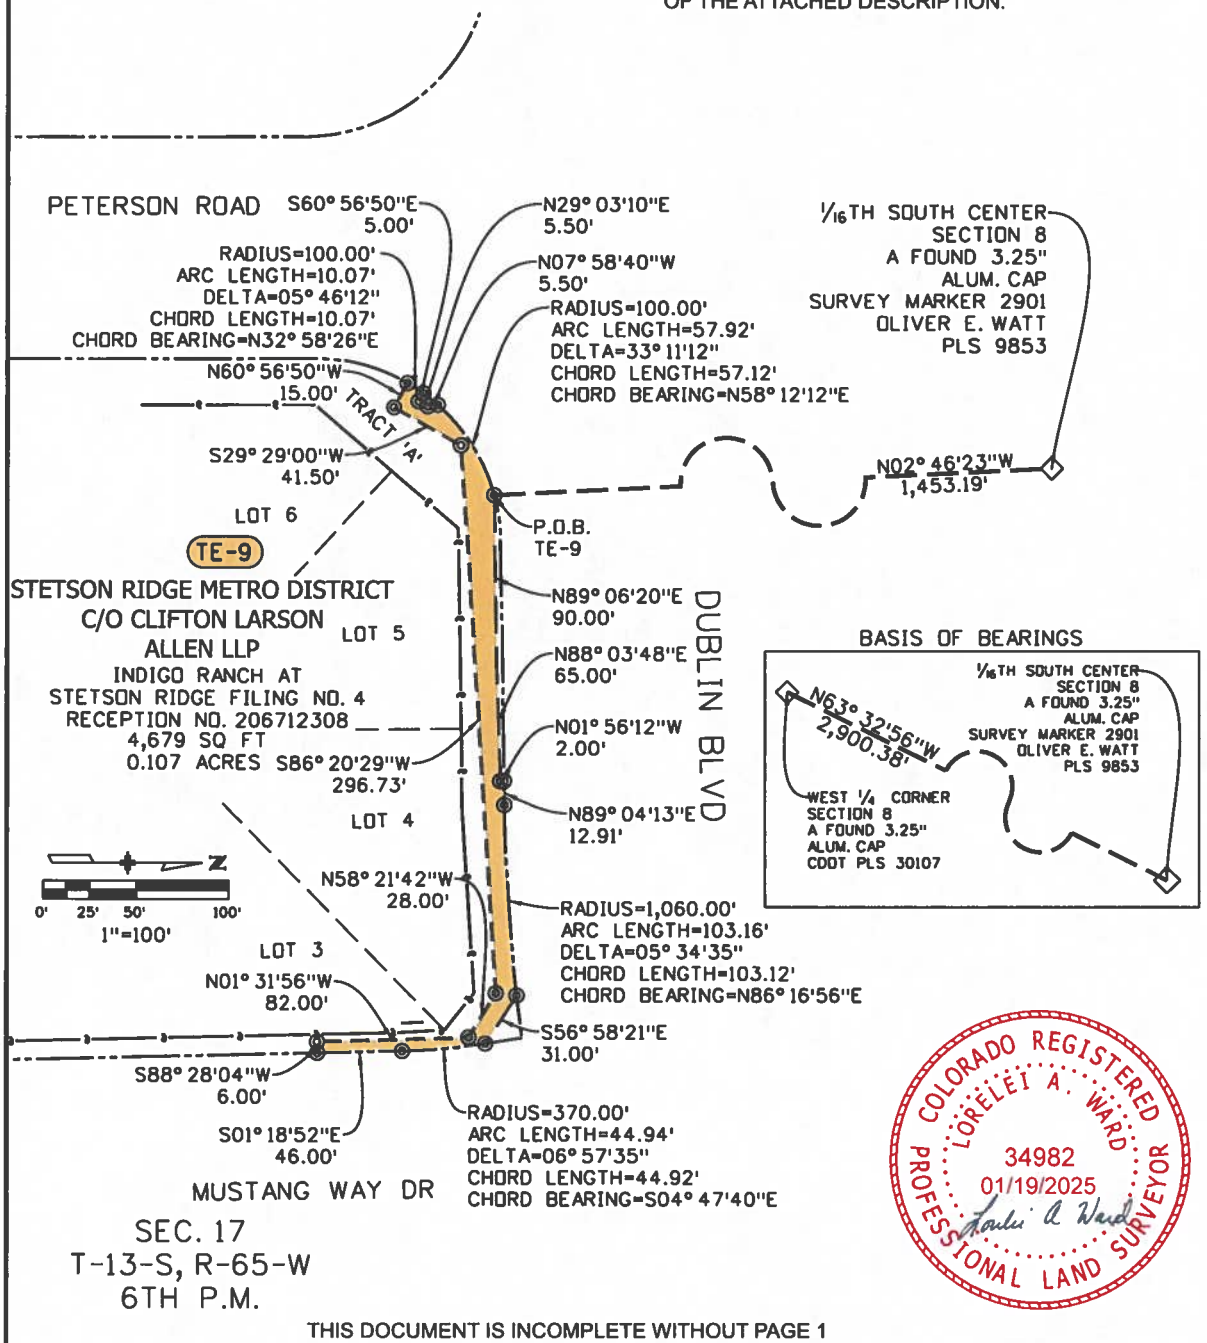 OF THE ATTACHED DESCRIPTION.
PETERSON ROAD
S60°56'50"E
5.00'
N29°03'10"E
5.50'
RADIUS=100.00'
ARC LENGTH=10.07'
DELTA=05°46'12"
CHORD LENGTH=10.07'
CHORD BEARING=N32°58'26"E
N07°58'40"W
5.50'
RADIUS=100.00'
ARC LENGTH=57.92'
DELTA=33°11'12"
CHORD LENGTH=57.12'
CHORD BEARING=N58°12'12"E
1/16TH SOUTH CENTER
SECTION 8
A FOUND 3.25"
ALUM. CAP
SURVEY MARKER 2901
OLIVER E. WATT
PLS 9853
N60°56'50"W
15.00'
TRACT 'A'
S29°29'00"W
41.50'
N02°46'23"W
1,453.19'
LOT 6
P.O.B.
TE-9
TE-9
STETSON RIDGE METRO DISTRICT
C/O CLIFTON LARSON
ALLEN LLP
INDIGO RANCH AT
STETSON RIDGE FILING NO. 4
RECEPTION NO. 206712308
4,679 SQ FT
0.107 ACRES
LOT 5
N89°06'20"E
90.00'
DUBLIN BLVD
N88°03'48"E
65.00'
N01°56'12"W
2.00'
S86°20'29"W
296.73'
N89°04'13"E
12.91'
LOT 4
BASIS OF BEARINGS
N63°32'56"W
2,900.38'
1/16TH SOUTH CENTER
SECTION 8
A FOUND 3.25"
ALUM. CAP
SURVEY MARKER 2901
OLIVER E. WATT
PLS 9853
WEST 1/4 CORNER
SECTION 8
A FOUND 3.25"
ALUM. CAP
CDOT PLS 30107
N
0' 25' 50' 100'
1"=100'
N58°21'42"W
28.00'
RADIUS=1,060.00'
ARC LENGTH=103.16'
DELTA=05°34'35"
CHORD LENGTH=103.12'
CHORD BEARING=N86°16'56"E
LOT 3
N01°31'56"W
82.00'
S56°58'21"E
31.00'
S88°28'04"W
6.00'
S01°18'52"E
46.00'
RADIUS=370.00'
ARC LENGTH=44.94'
DELTA=06°57'35"
CHORD LENGTH=44.92'
CHORD BEARING=S04°47'40"E
MUSTANG WAY DR
SEC. 17
T-13-S, R-65-W
6TH P.M.
COLORADO REGISTERED
LORELEI A. WARD
34982
01/19/2025
Lorelei A Ward
PROFESSIONAL LAND SURVEYOR
THIS DOCUMENT IS INCOMPLETE WITHOUT PAGE 1